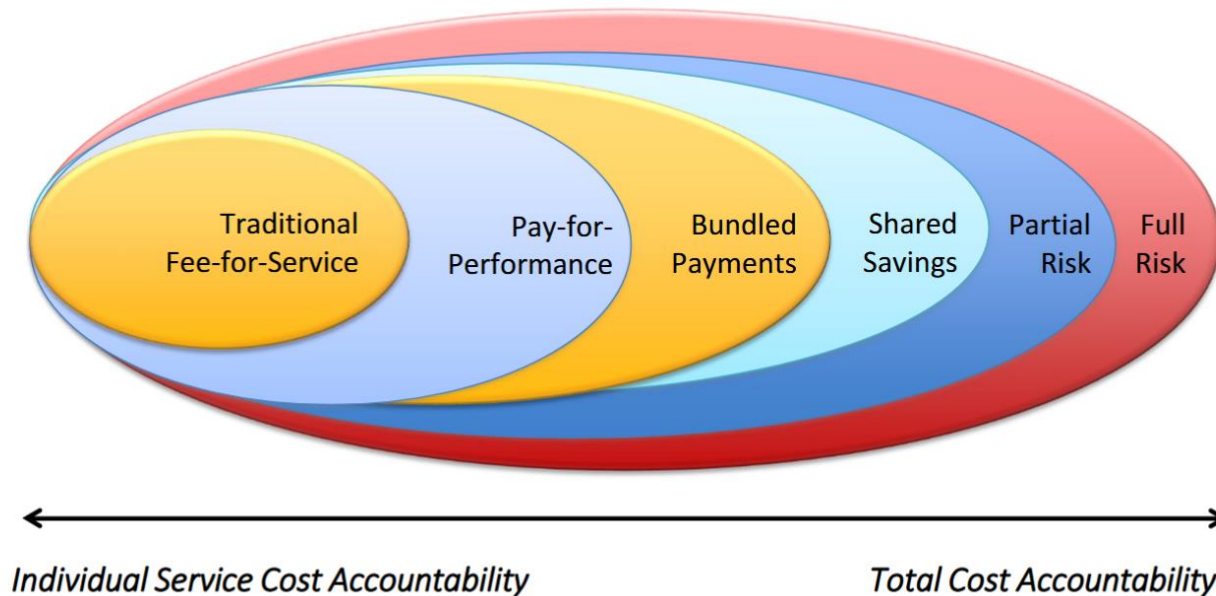 Traditional
Fee-for-Service
Pay-for-
Performance
Bundled
Payments
Shared
Savings
Partial
Risk
Full
Risk
Individual Service Cost Accountability
Total Cost Accountability